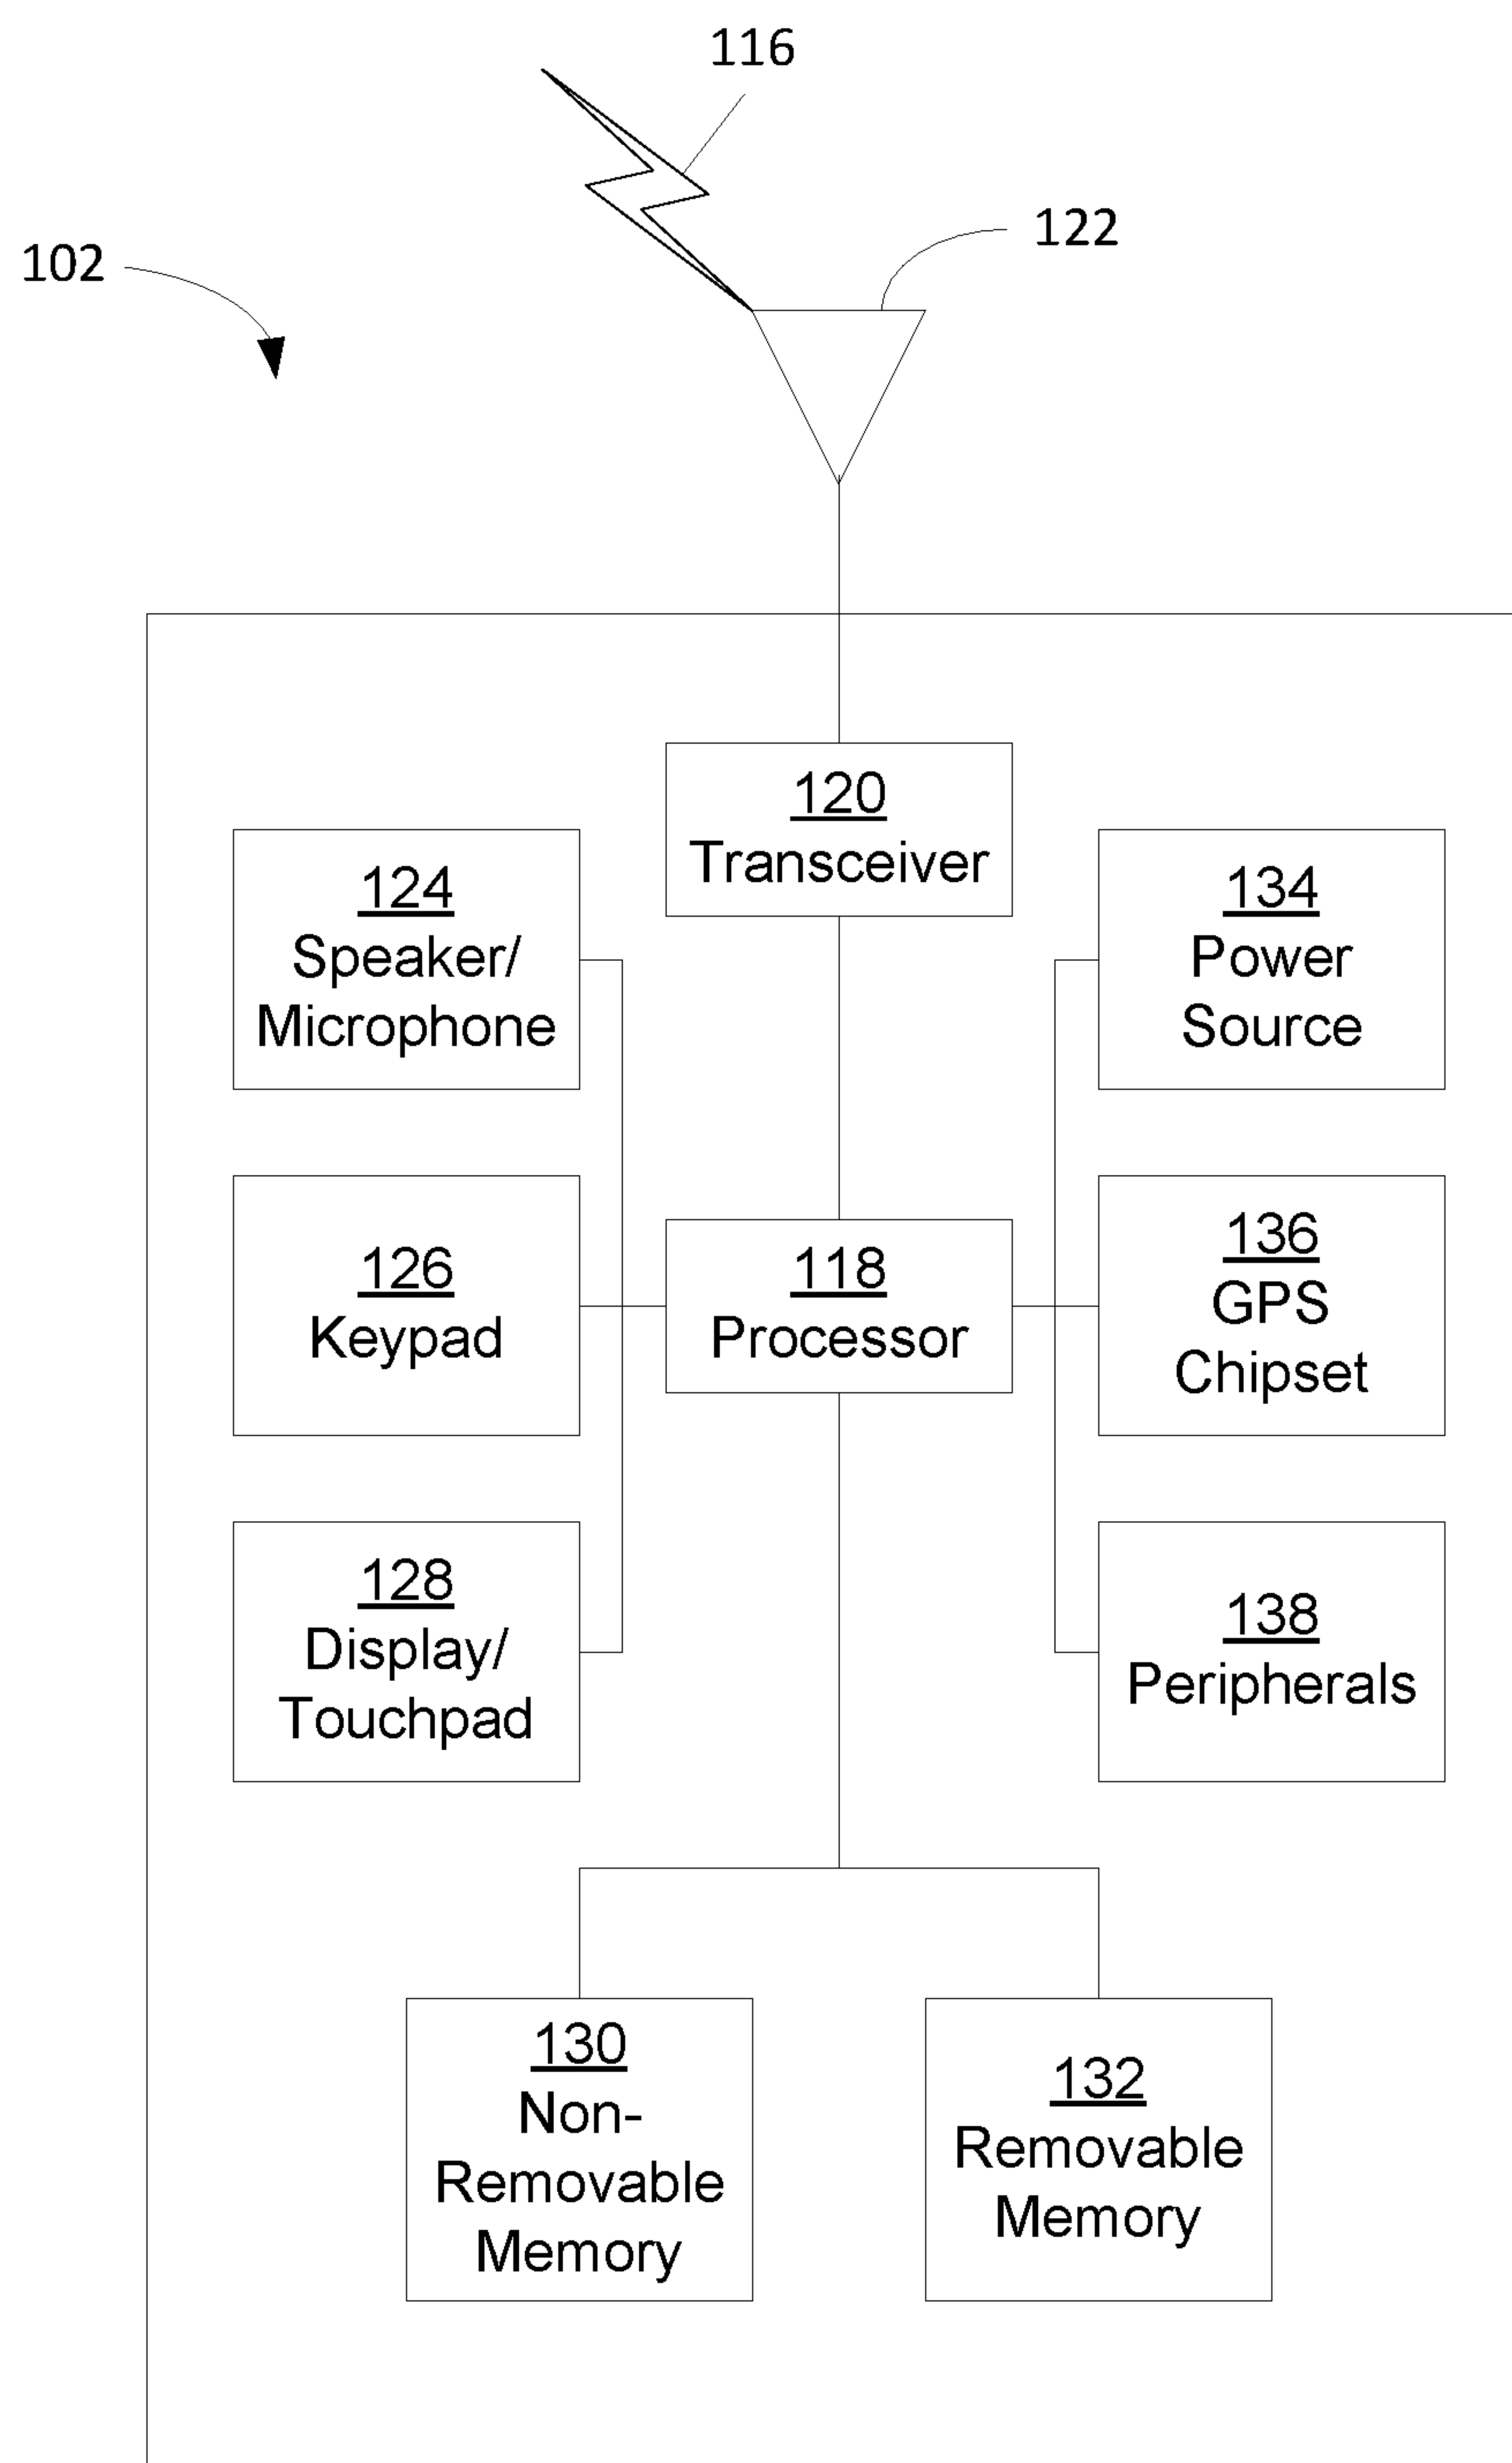 116
122
102
120
Transceiver
124
Speaker/
Microphone
134
Power
Source
126
Keypad
118
Processor
136
GPS
Chipset
128
Display/
Touchpad
138
Peripherals
130
Non-
Removable
Memory
132
Removable
Memory